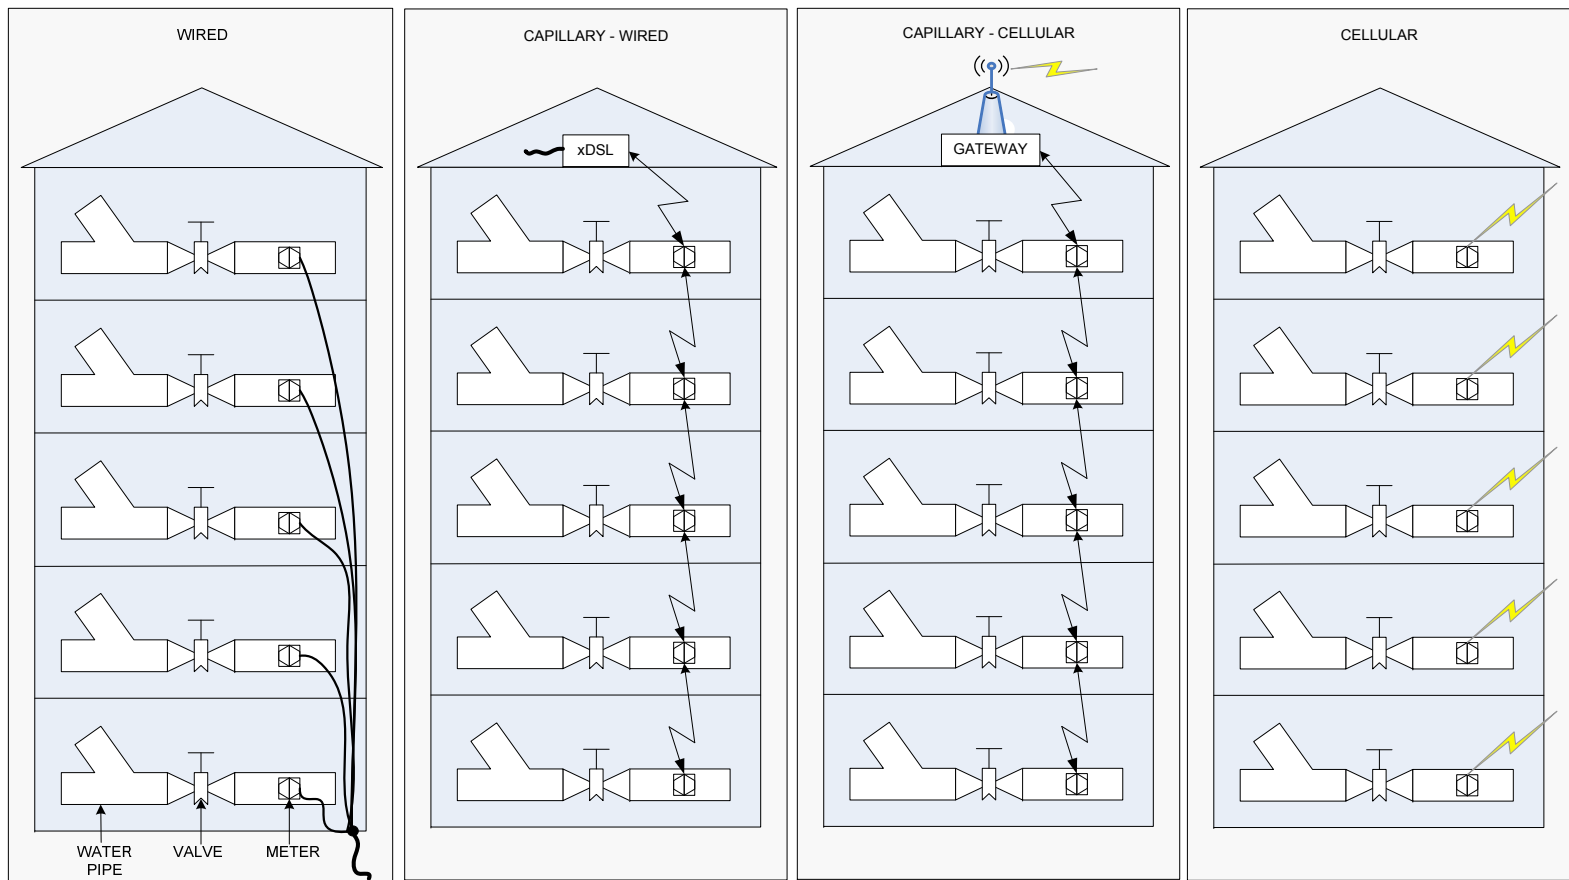 WIRED
CAPILLARY - WIRED
CAPILLARY - CELLULAR
CELLULAR
xDSL
GATEWAY
WATER
PIPE
VALVE
METER